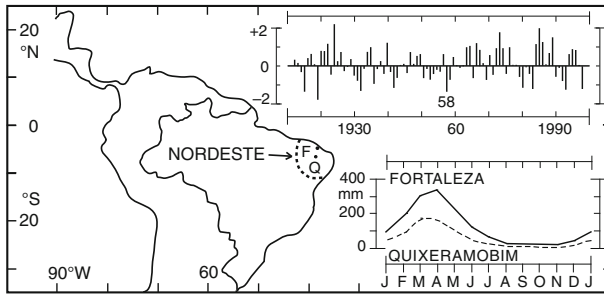 20
°N
0
°S
20
90°W
60
NORDESTE
F
Q
+2
0
−2
58
1930
60
1990
400
mm
200
0
FORTALEZA
QUIXERAMOBIM
J F M A M J J A S O N D J